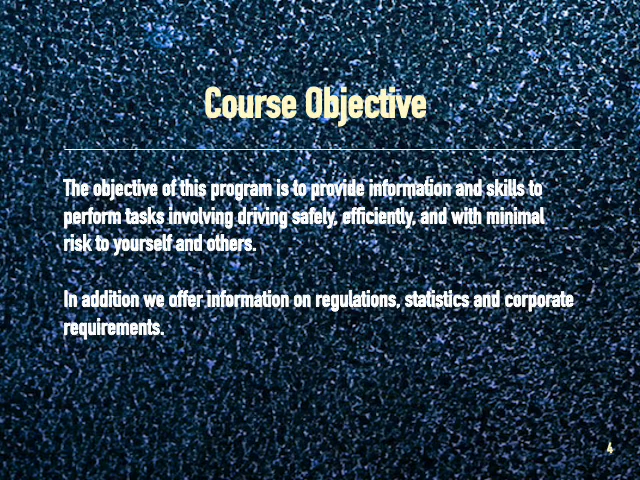 Course Objective
The objective of this program is to provide information and skills to
perform tasks involving driving safely, efficiently, and with minimal
risk to yourself and others.
In addition we offer information on regulations, statistics and corporate
requirements.
4